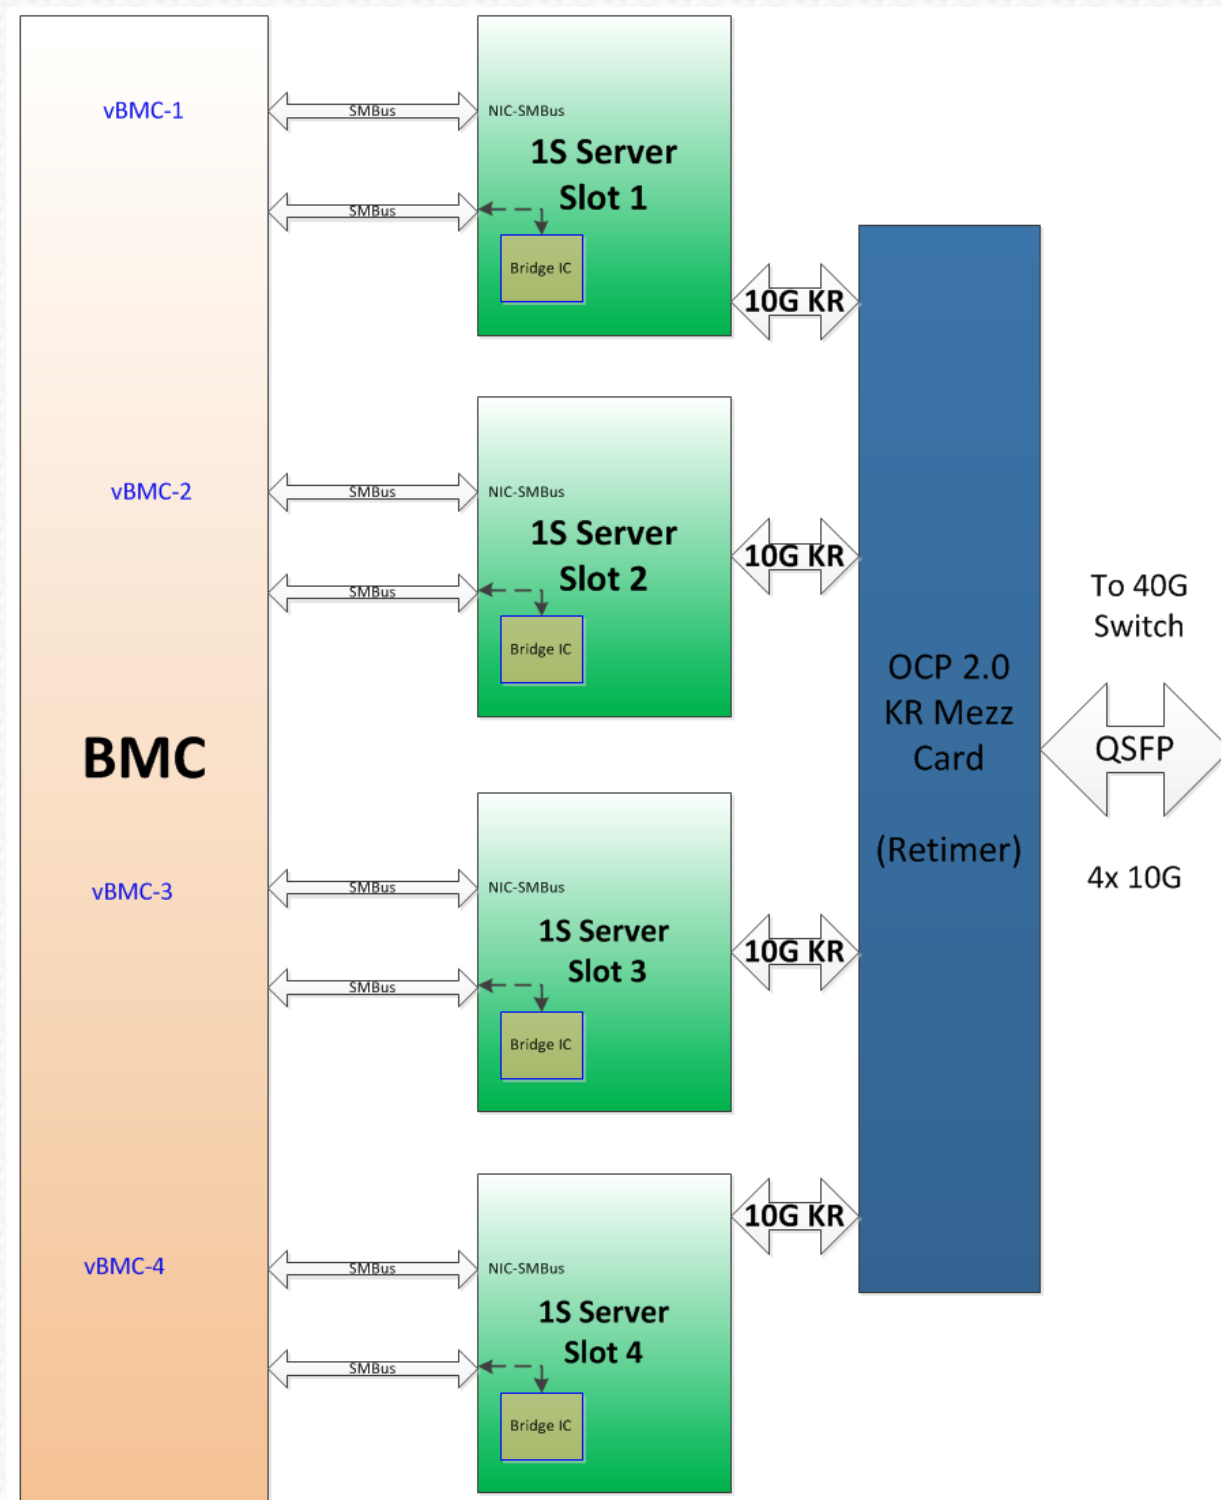 vBMC-1
SMBus
NIC-SMBus
1S Server
Slot 1
SMBus
Bridge IC
10G KR
vBMC-2
SMBus
NIC-SMBus
1S Server
Slot 2
SMBus
Bridge IC
10G KR
BMC
OCP 2.0
KR Mezz
Card
(Retimer)
To 40G
Switch
QSFP
4x 10G
vBMC-3
SMBus
NIC-SMBus
1S Server
Slot 3
SMBus
Bridge IC
10G KR
vBMC-4
SMBus
NIC-SMBus
1S Server
Slot 4
SMBus
Bridge IC
10G KR